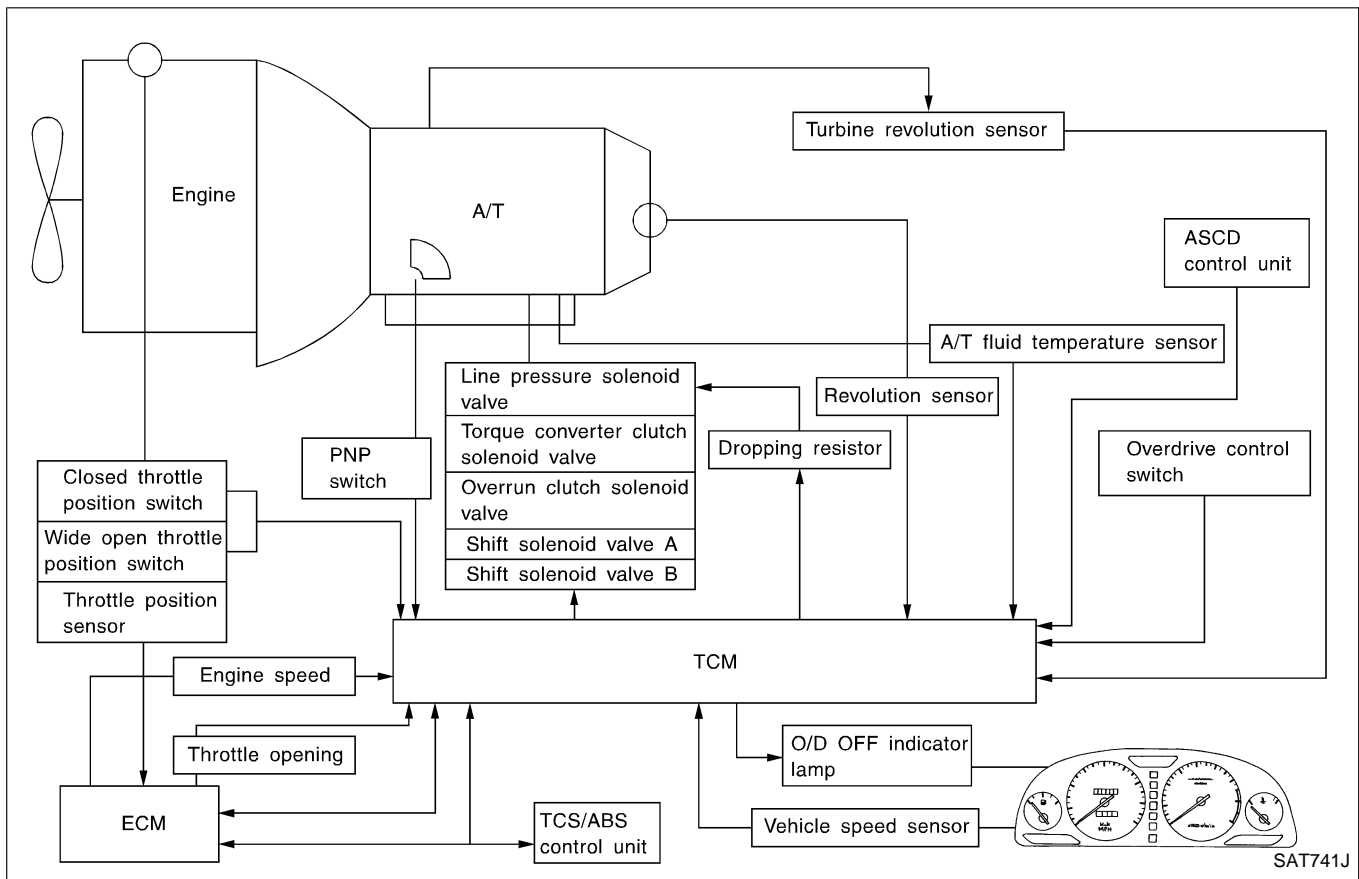 Engine
A/T
Turbine revolution sensor
ASCD
control unit
A/T fluid temperature sensor
Line pressure solenoid
valve
Torque converter clutch
solenoid valve
Overrun clutch solenoid
valve
Shift solenoid valve A
Shift solenoid valve B
Revolution sensor
Dropping resistor
Overdrive control
switch
PNP
switch
Closed throttle
position switch
Wide open throttle
position switch
Throttle position
sensor
TCM
Engine speed
Throttle opening
ECM
TCS/ABS
control unit
O/D OFF indicator
lamp
Vehicle speed sensor
MPH
SAT741J